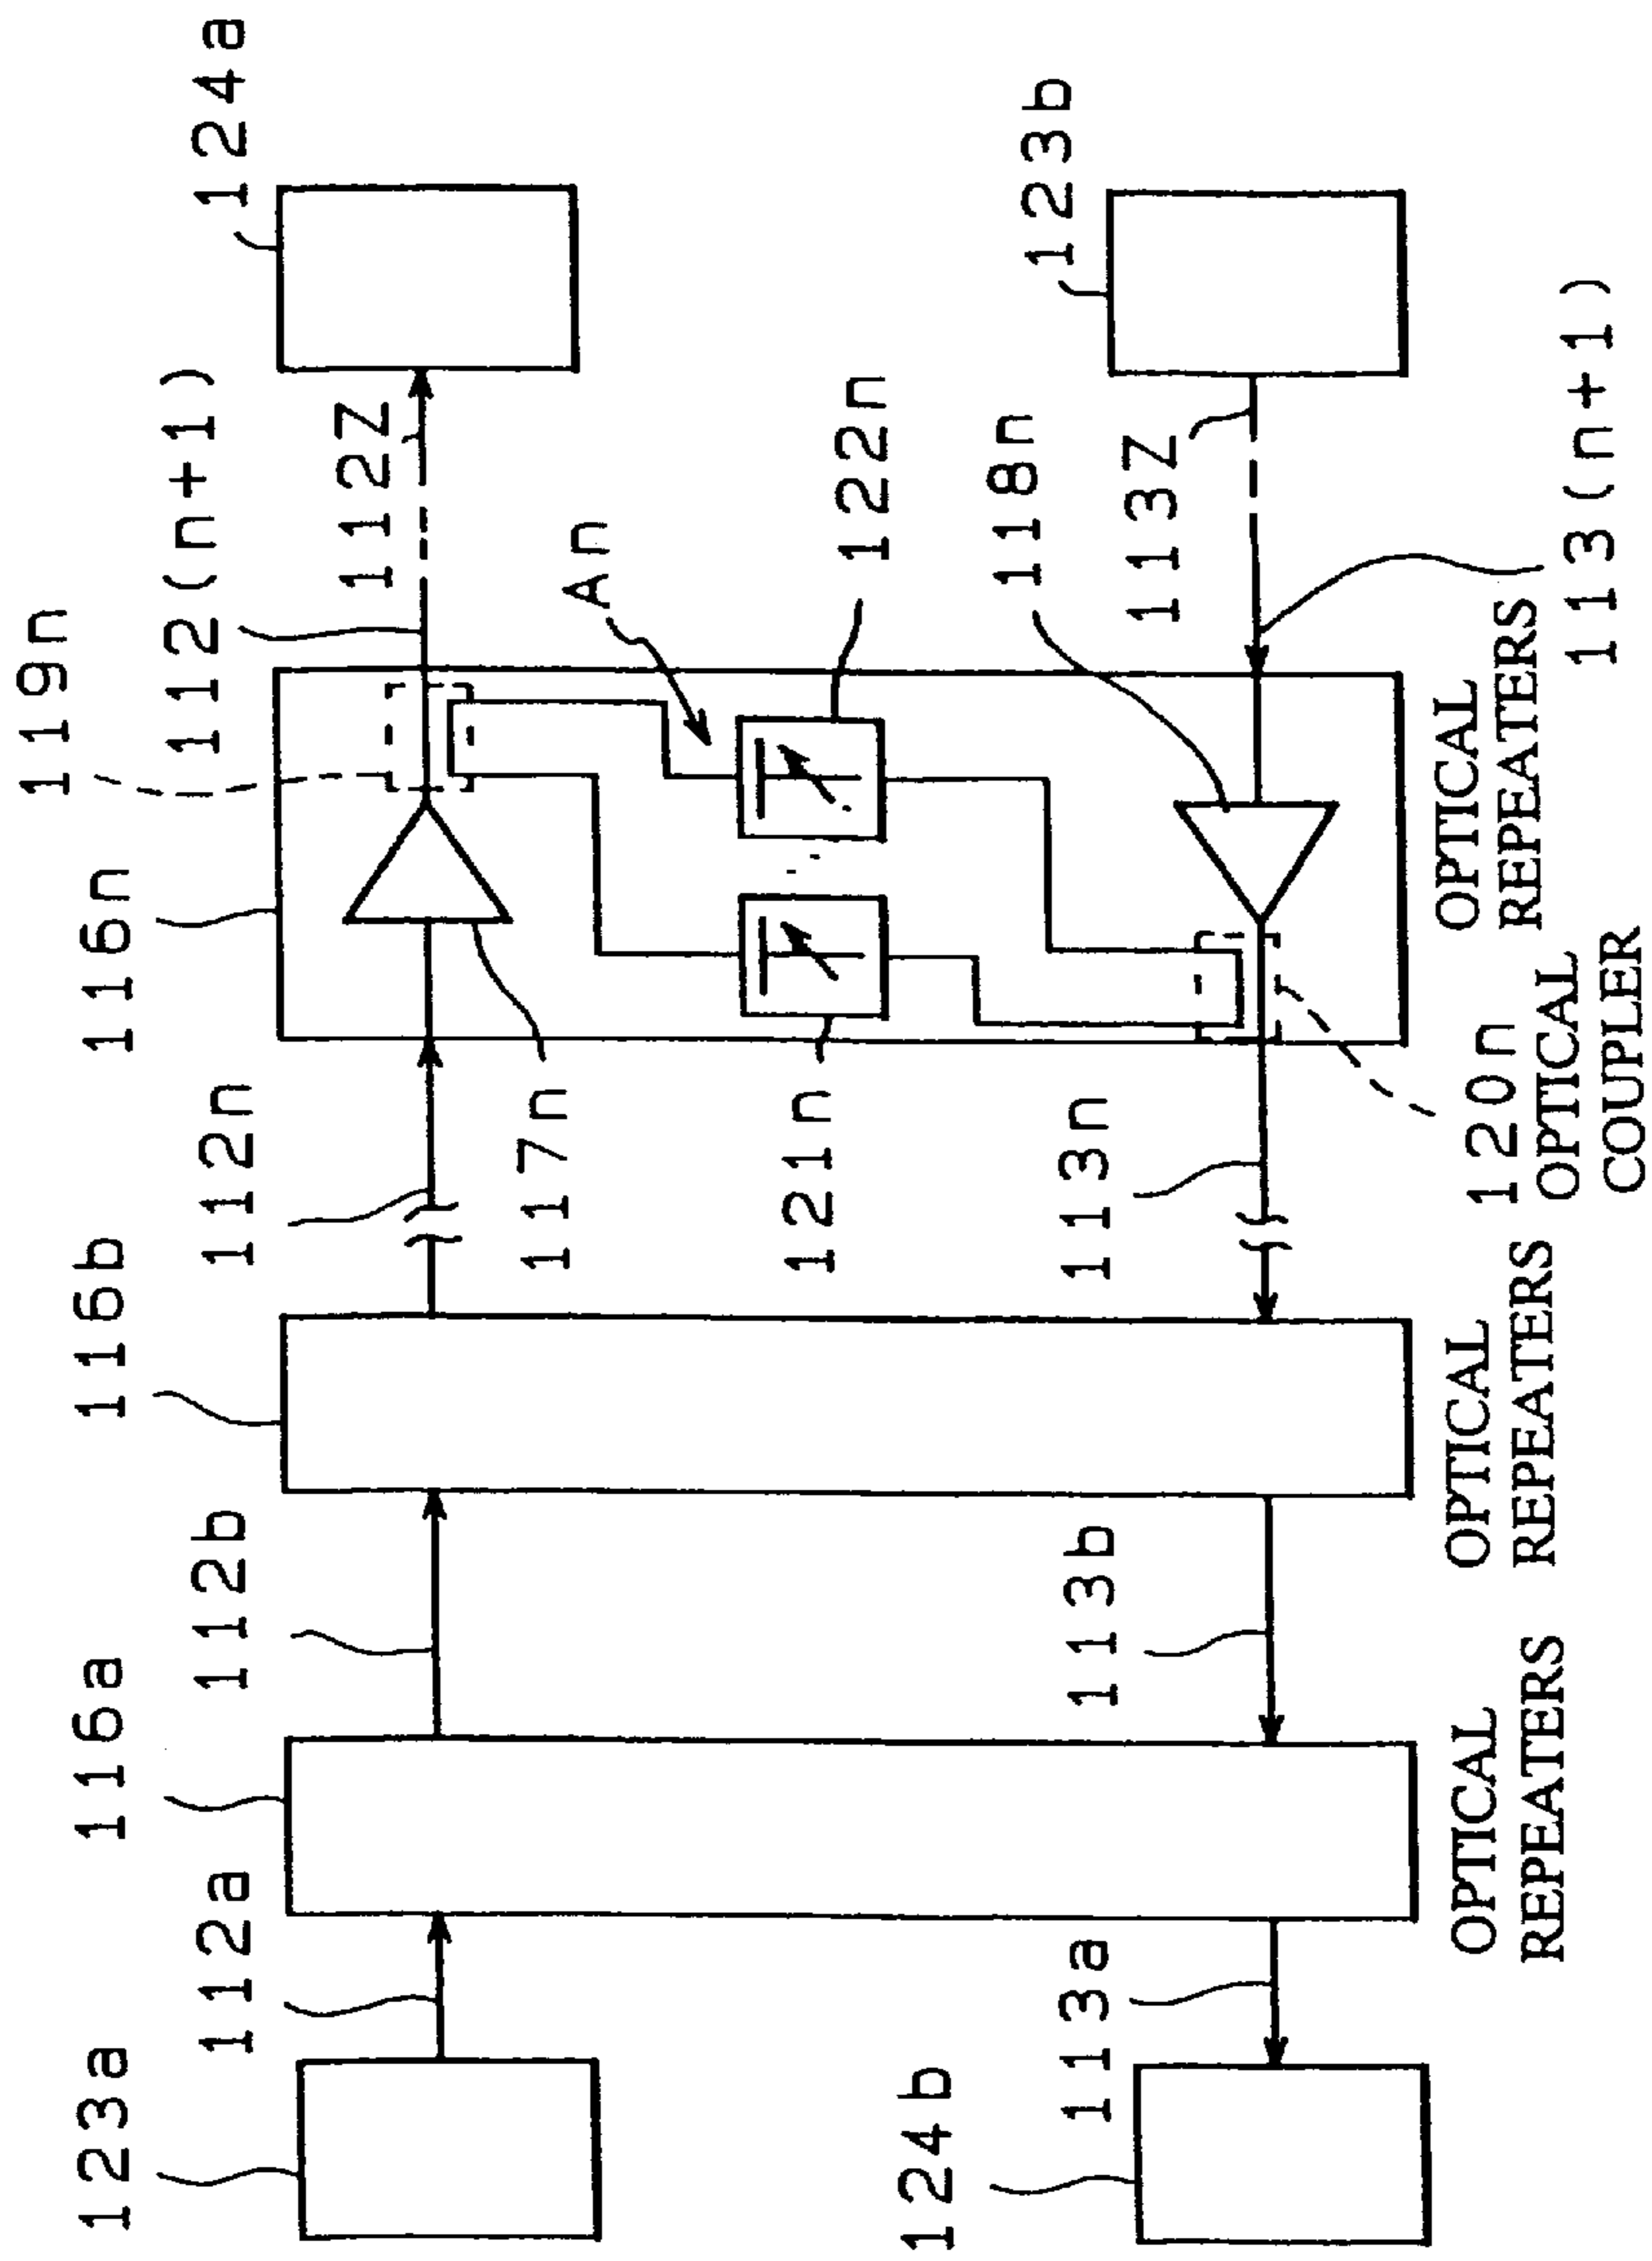 123a
112a
116a
112b
116b
112n
116n
119n
112(n+1)
112Z
124a
117n
121n
An
122n
118n
124b
113a
113b
113n
113Z
123b
113(n+1)
120n
OPTICAL
REPEATERS
OPTICAL
REPEATERS
OPTICAL
COUPLER
OPTICAL
REPEATERS